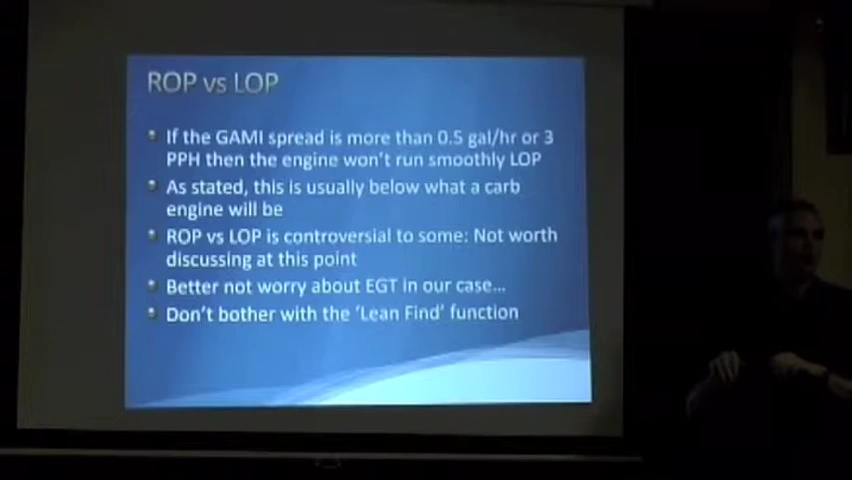 ROP vs LOP
If the GAMI spread is more than 0.5 gal/hr or 3
PPH then the engine won't run smoothly LOP
As stated, this is usually below what a carb
engine will be
ROP vs LOP is controversial to some: Not worth
discussing at this point
Better not worry about EGT in our case...
Don't bother with the 'Lean Find' function